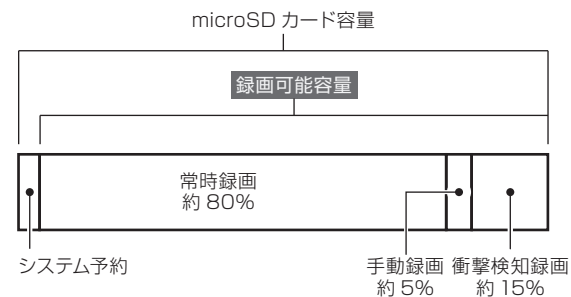 microSD カード容量
録画可能容量
常時録画
約 80%
システム予約
手動録画
約 5%
衝撃検知録画
約 15%